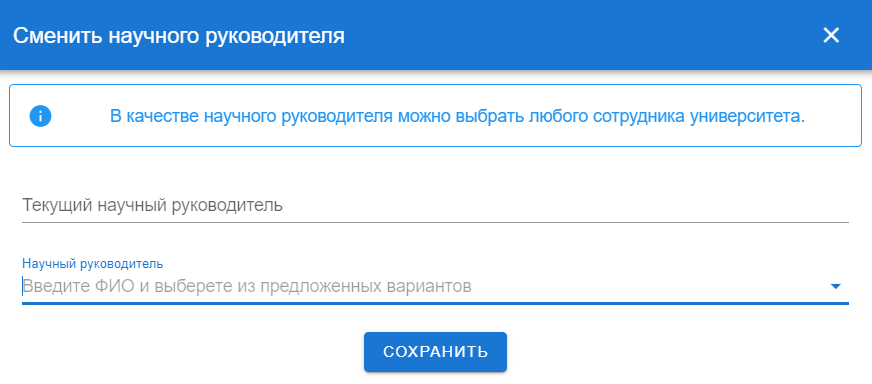 Сменить научного руководителя
В качестве научного руководителя можно выбрать любого сотрудника университета.
Текущий научный руководитель
Научный руководитель
Введите ФИО и выберете из предложенных вариантов
СОХРАНИТЬ